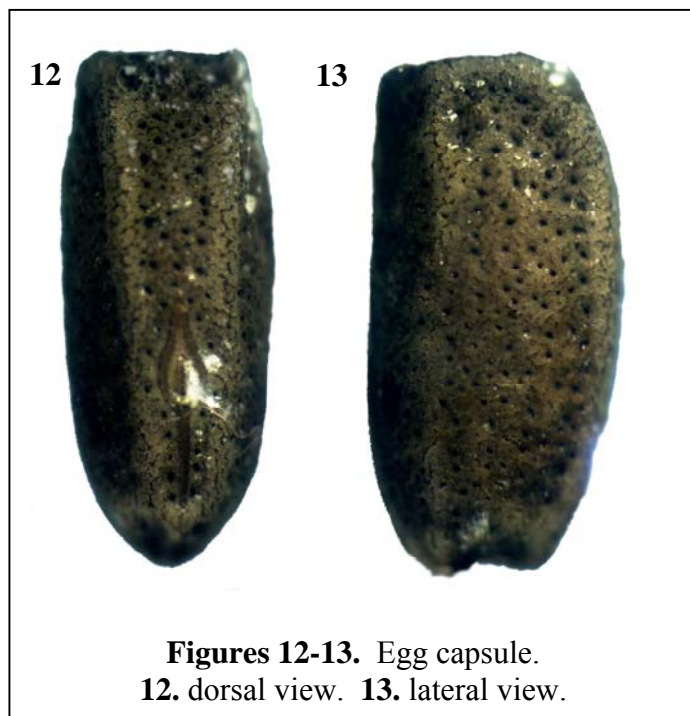 12
13
Figures 12-13. Egg capsule.
12. dorsal view. 13. lateral view.